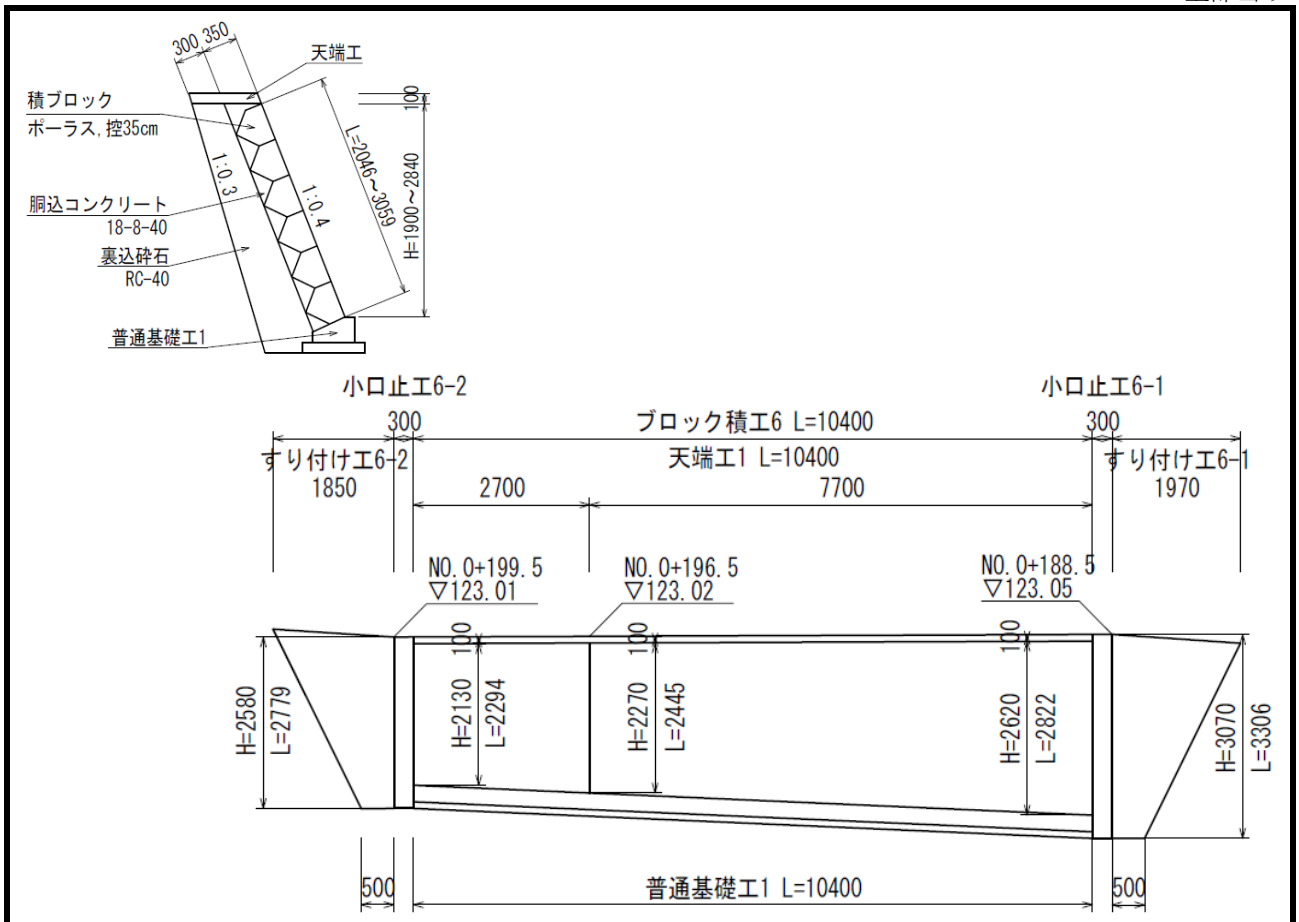 300 350
天端工
積ブロック
ポーラス,控35cm
100
L=2046~3059
H=1900~2840
1:0.3
1:0.4
胴込コンクリート
18-8-40
裏込砕石
RC-40
普通基礎工1
小口止工6-2
小口止工6-1
300
ブロック積工6 L=10400
300
すり付け工6-2
天端工1 L=10400
すり付け工6-1
1850
2700
7700
1970
NO.0+199.5
▽123.01
NO.0+196.5
▽123.02
NO.0+188.5
▽123.05
100
100
100
H=2580
L=2779
H=2130
L=2294
H=2270
L=2445
H=2620
L=2822
H=3070
L=3306
500
普通基礎工1 L=10400
500